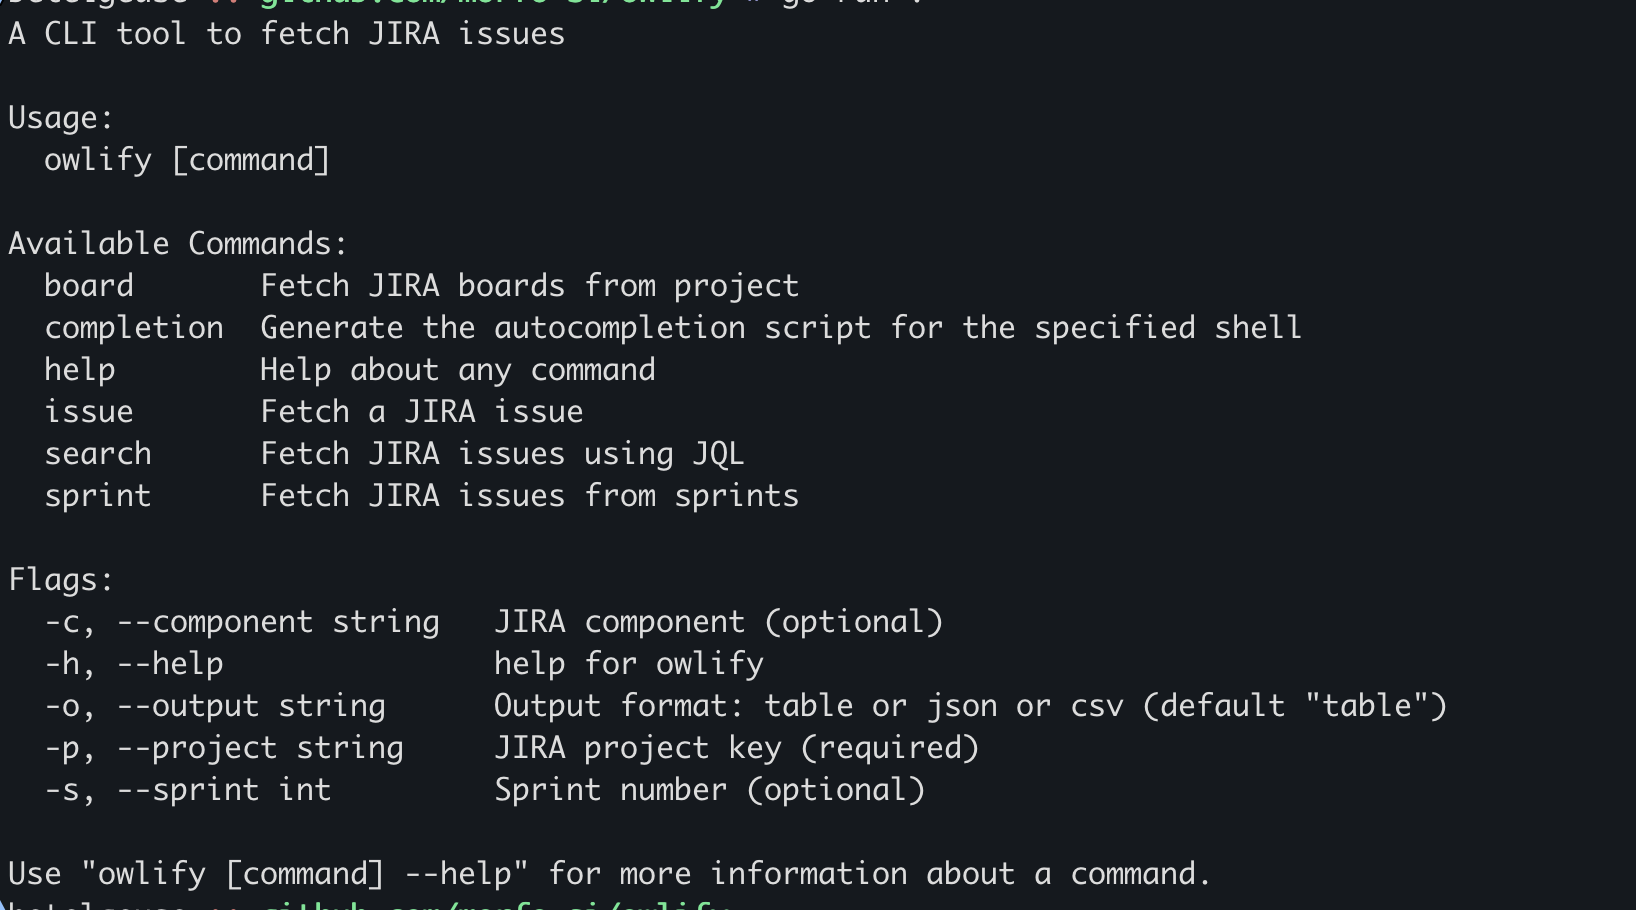 A CLI tool to fetch JIRA issues
Usage:
owlify [command]
Available Commands:
board Fetch JIRA boards from project
completion Generate the autocompletion script for the specified shell
help Help about any command
issue Fetch a JIRA issue
search Fetch JIRA issues using JQL
sprint Fetch JIRA issues from sprints
Flags:
-c, --component string JIRA component (optional)
-h, --help help for owlify
-o, --output string Output format: table or json or csv (default "table")
-p, --project string JIRA project key (required)
-s, --sprint int Sprint number (optional)
Use "owlify [command] --help" for more information about a command.